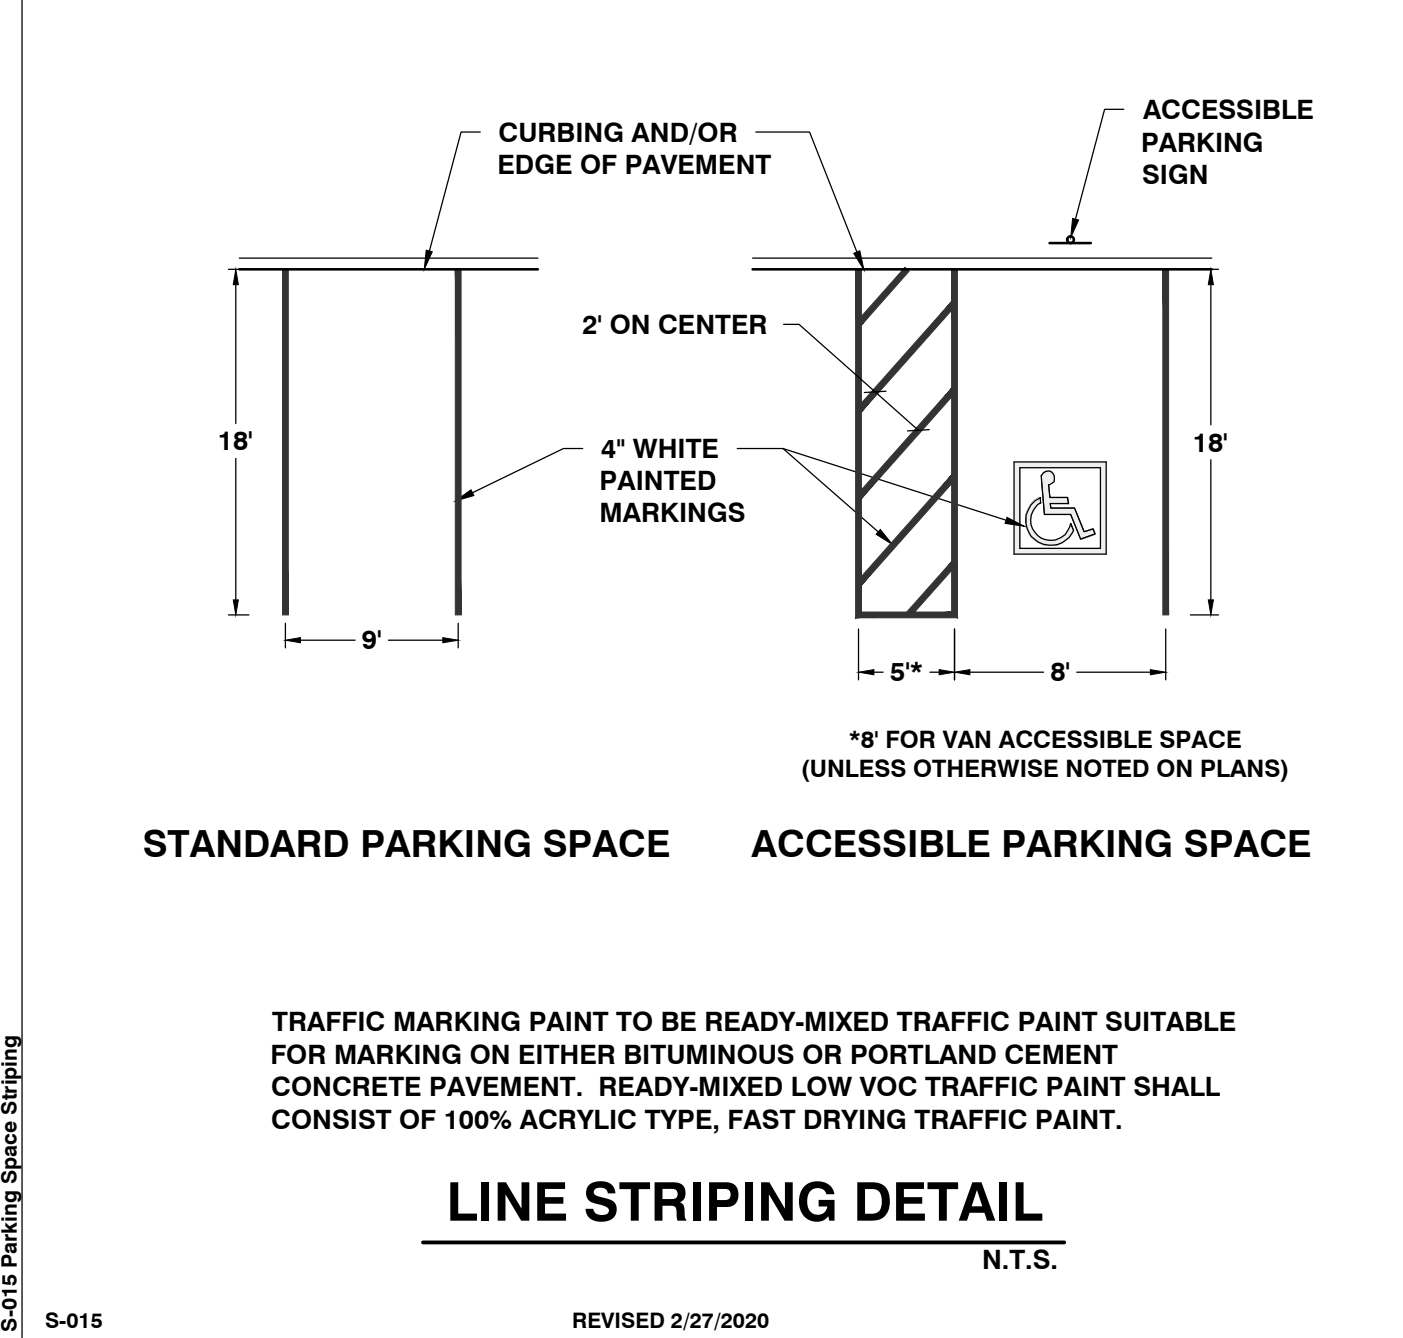 ACCESSIBLE
PARKING
SIGN
CURBING AND/OR
EDGE OF PAVEMENT
2' ON CENTER
4" WHITE
PAINTED
MARKINGS
18'
18'
9'
5'*
8'
*8' FOR VAN ACCESSIBLE SPACE
(UNLESS OTHERWISE NOTED ON PLANS)
STANDARD PARKING SPACE
ACCESSIBLE PARKING SPACE
TRAFFIC MARKING PAINT TO BE READY-MIXED TRAFFIC PAINT SUITABLE
FOR MARKING ON EITHER BITUMINOUS OR PORTLAND CEMENT
CONCRETE PAVEMENT.  READY-MIXED LOW VOC TRAFFIC PAINT SHALL
CONSIST OF 100% ACRYLIC TYPE, FAST DRYING TRAFFIC PAINT.
LINE STRIPING DETAIL
N.T.S.
S-015 Parking Space Striping
S-015
REVISED 2/27/2020